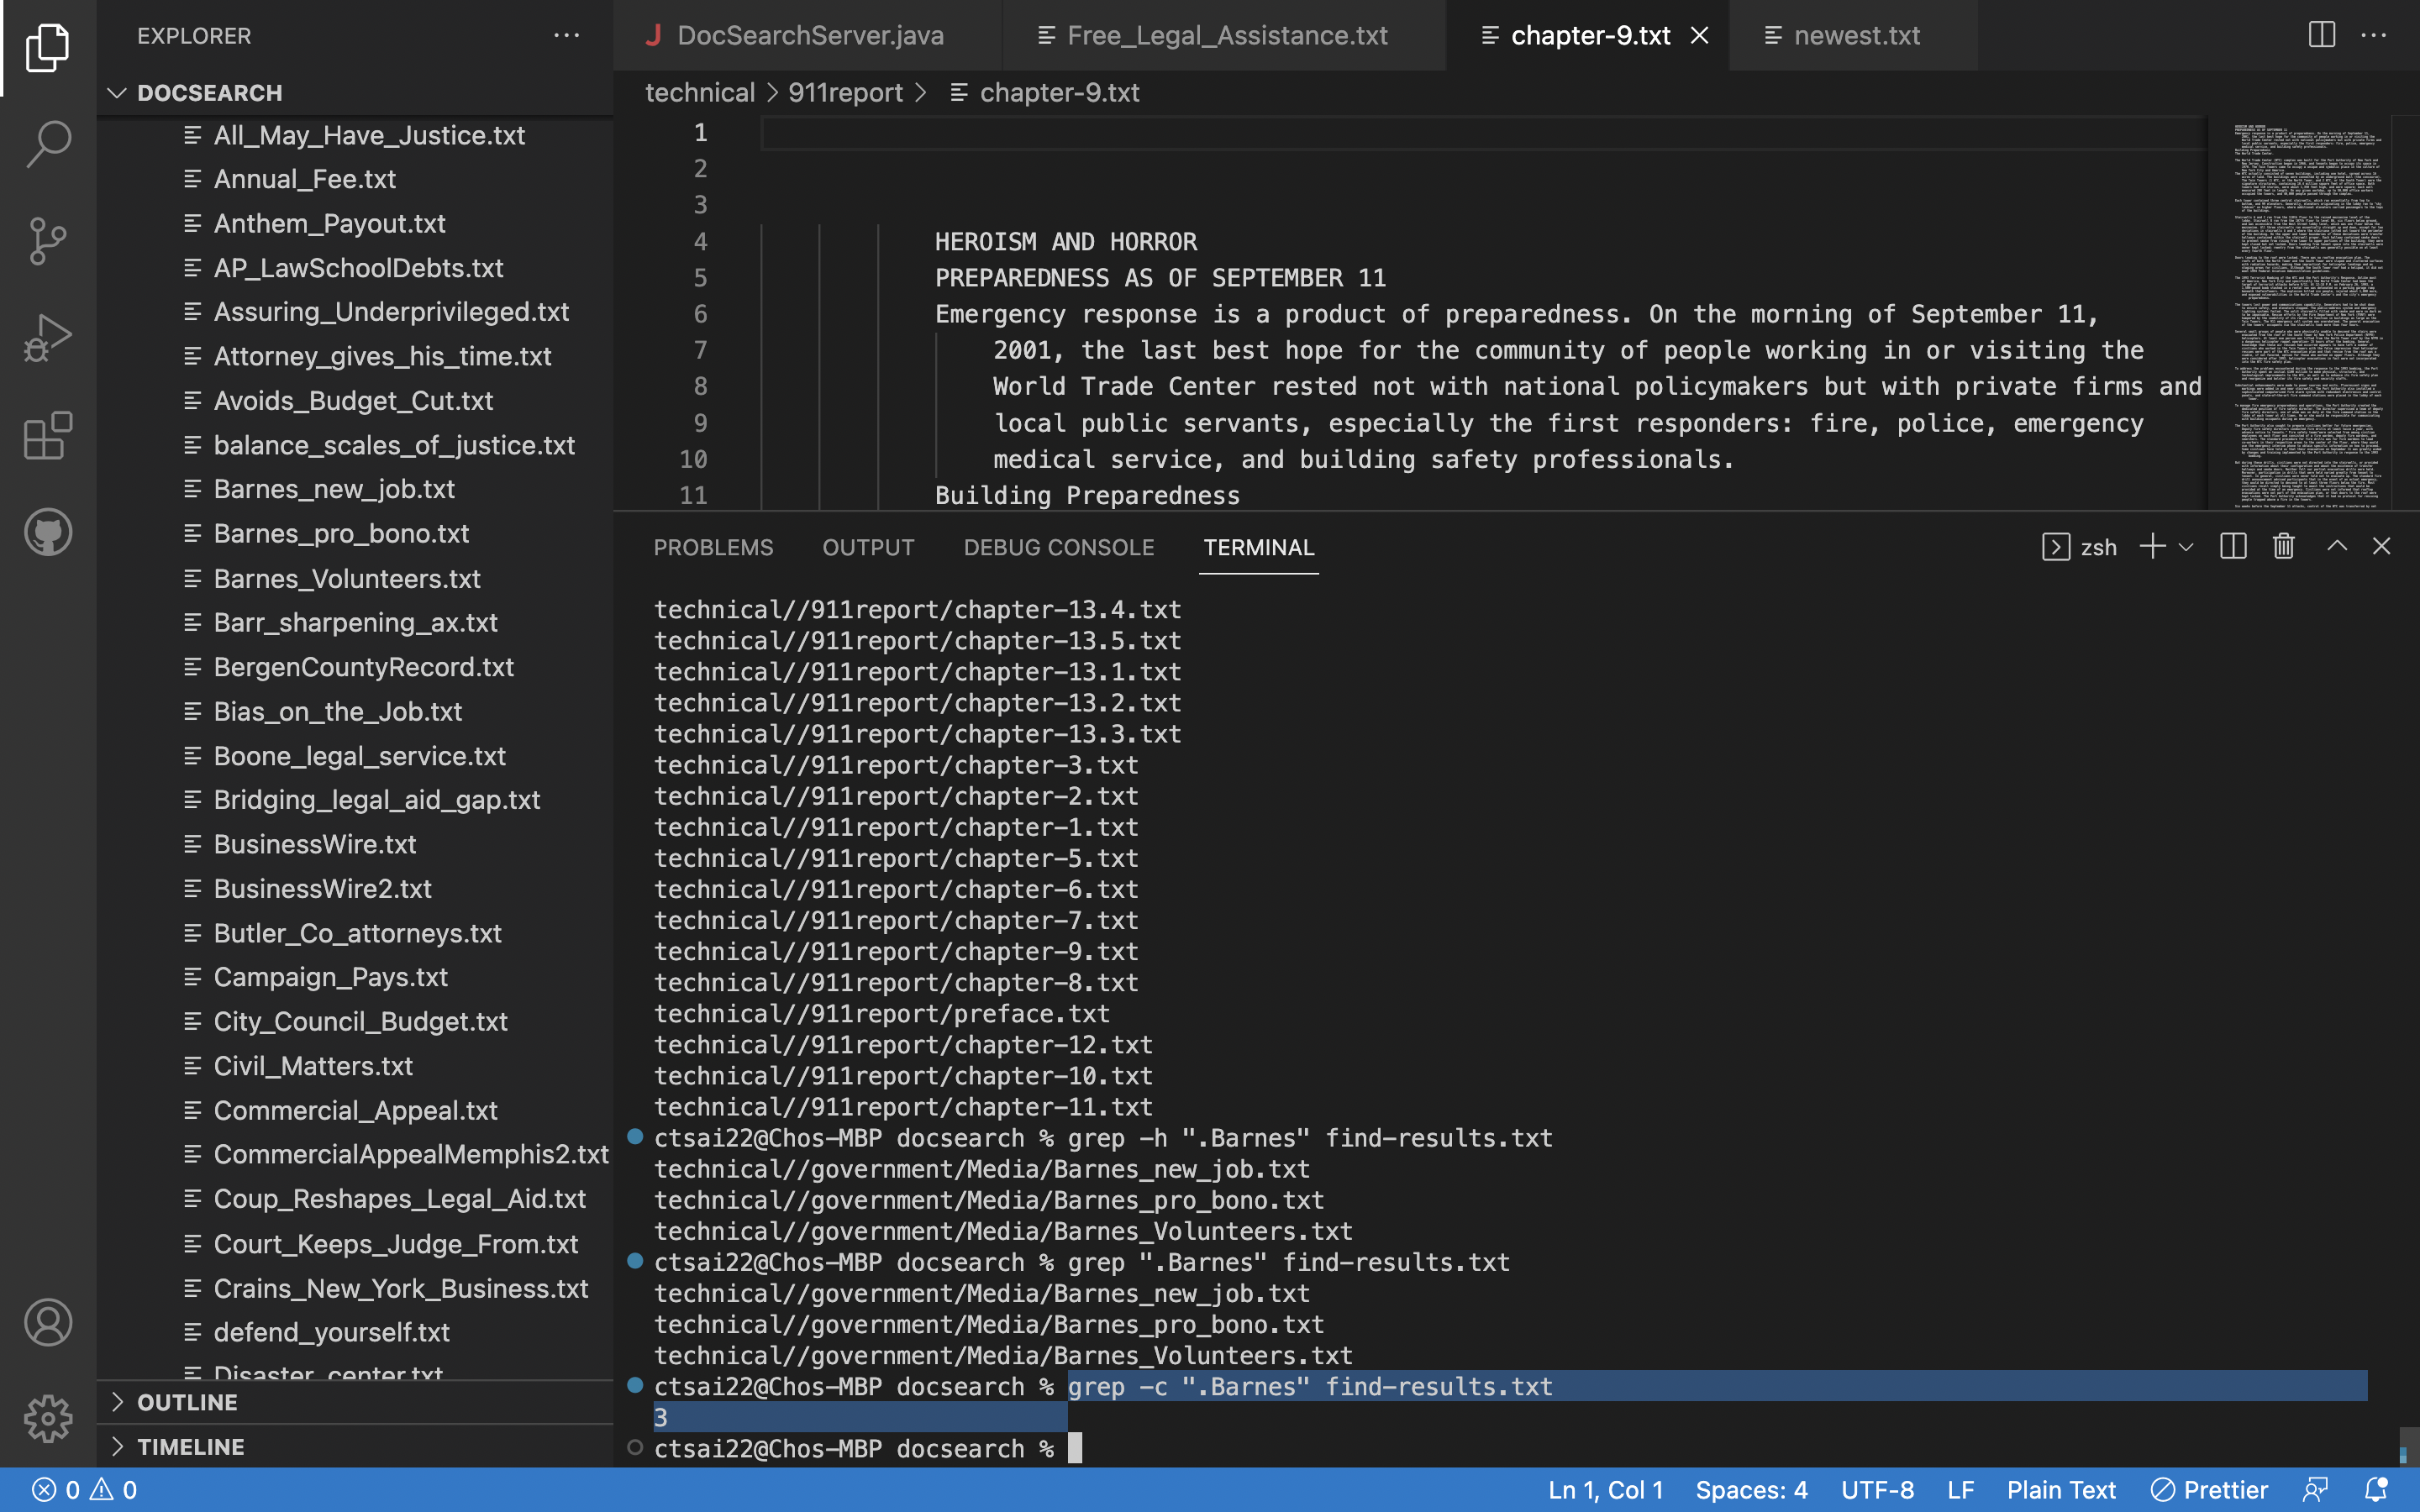 EXPLORER
DOCSEARCH
All_May_Have_Justice.txt
Annual_Fee.txt
Anthem_Payout.txt
AP_LawSchoolDebts.txt
Assuring_Underprivileged.txt
Attorney_gives_his_time.txt
Avoids_Budget_Cut.txt
balance_scales_of_justice.txt
Barnes_new_job.txt
Barnes_pro_bono.txt
Barnes_Volunteers.txt
Barr_sharpening_ax.txt
BergenCountyRecord.txt
Bias_on_the_Job.txt
Boone_legal_service.txt
Bridging_legal_aid_gap.txt
BusinessWire.txt
BusinessWire2.txt
Butler_Co_attorneys.txt
Campaign_Pays.txt
City_Council_Budget.txt
Civil_Matters.txt
Commercial_Appeal.txt
CommercialAppealMemphis2.txt
Coup_Reshapes_Legal_Aid.txt
Court_Keeps_Judge_From.txt
Crains_New_York_Business.txt
defend_yourself.txt
Disaster_center.txt
OUTLINE
TIMELINE
DocSearchServer.java Free_Legal_Assistance.txt chapter-9.txt newest.txt
technical > 911report > chapter-9.txt
1
2
3
4 HEROISM AND HORROR
5 PREPAREDNESS AS OF SEPTEMBER 11
6 Emergency response is a product of preparedness. On the morning of September 11,
7 2001, the last best hope for the community of people working in or visiting the
8 World Trade Center rested not with national policymakers but with private firms and
9 local public servants, especially the first responders: fire, police, emergency
10 medical service, and building safety professionals.
11 Building Preparedness
PROBLEMS OUTPUT DEBUG CONSOLE TERMINAL zsh
technical//911report/chapter-13.4.txt
technical//911report/chapter-13.5.txt
technical//911report/chapter-13.1.txt
technical//911report/chapter-13.2.txt
technical//911report/chapter-13.3.txt
technical//911report/chapter-3.txt
technical//911report/chapter-2.txt
technical//911report/chapter-1.txt
technical//911report/chapter-5.txt
technical//911report/chapter-6.txt
technical//911report/chapter-7.txt
technical//911report/chapter-9.txt
technical//911report/chapter-8.txt
technical//911report/preface.txt
technical//911report/chapter-12.txt
technical//911report/chapter-10.txt
technical//911report/chapter-11.txt
ctsai22@Chos-MBP docsearch % grep -h ".Barnes" find-results.txt
technical//government/Media/Barnes_new_job.txt
technical//government/Media/Barnes_pro_bono.txt
technical//government/Media/Barnes_Volunteers.txt
ctsai22@Chos-MBP docsearch % grep ".Barnes" find-results.txt
technical//government/Media/Barnes_new_job.txt
technical//government/Media/Barnes_pro_bono.txt
technical//government/Media/Barnes_Volunteers.txt
ctsai22@Chos-MBP docsearch % grep -c ".Barnes" find-results.txt
3
ctsai22@Chos-MBP docsearch %
0 0 Ln 1, Col 1 Spaces: 4 UTF-8 LF Plain Text Prettier